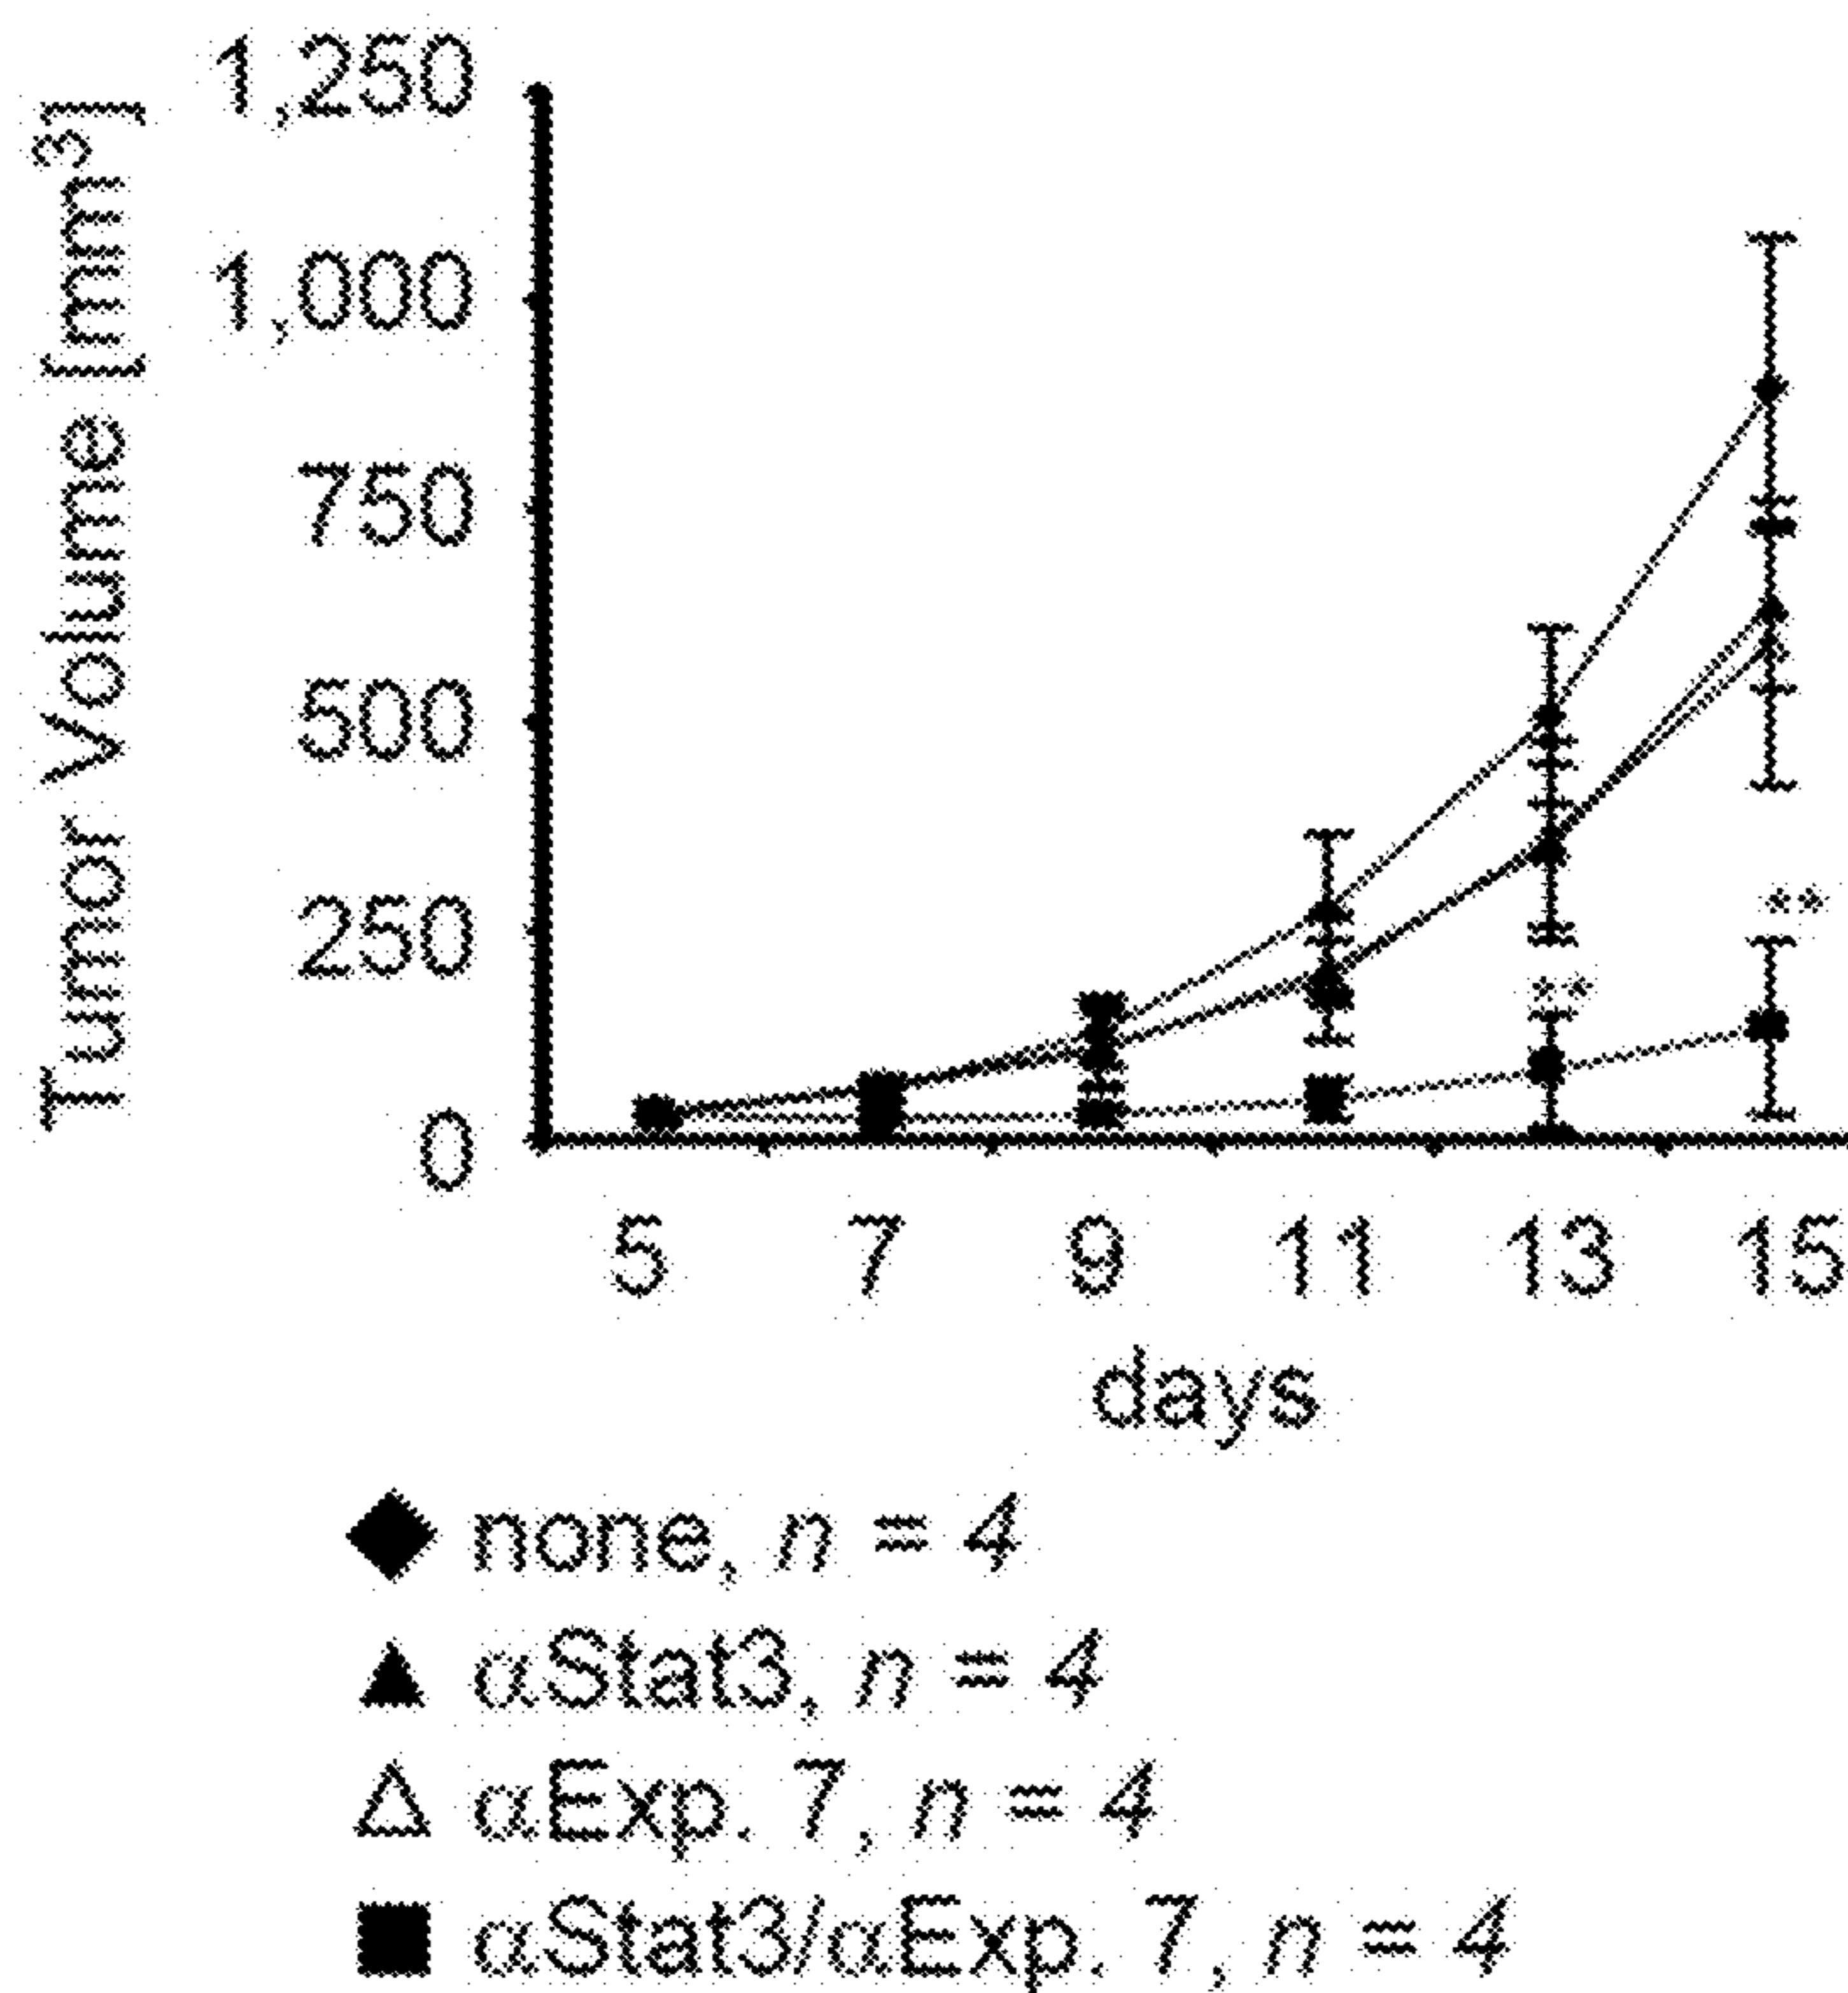 Tumor Volume [mm³]
1,250
1,000
750
500
250
0
5 7 9 11 13 15
days
**
**
none, n = 4
αStat3, n = 4
αExp. 7, n = 4
αStat3/αExp. 7, n = 4